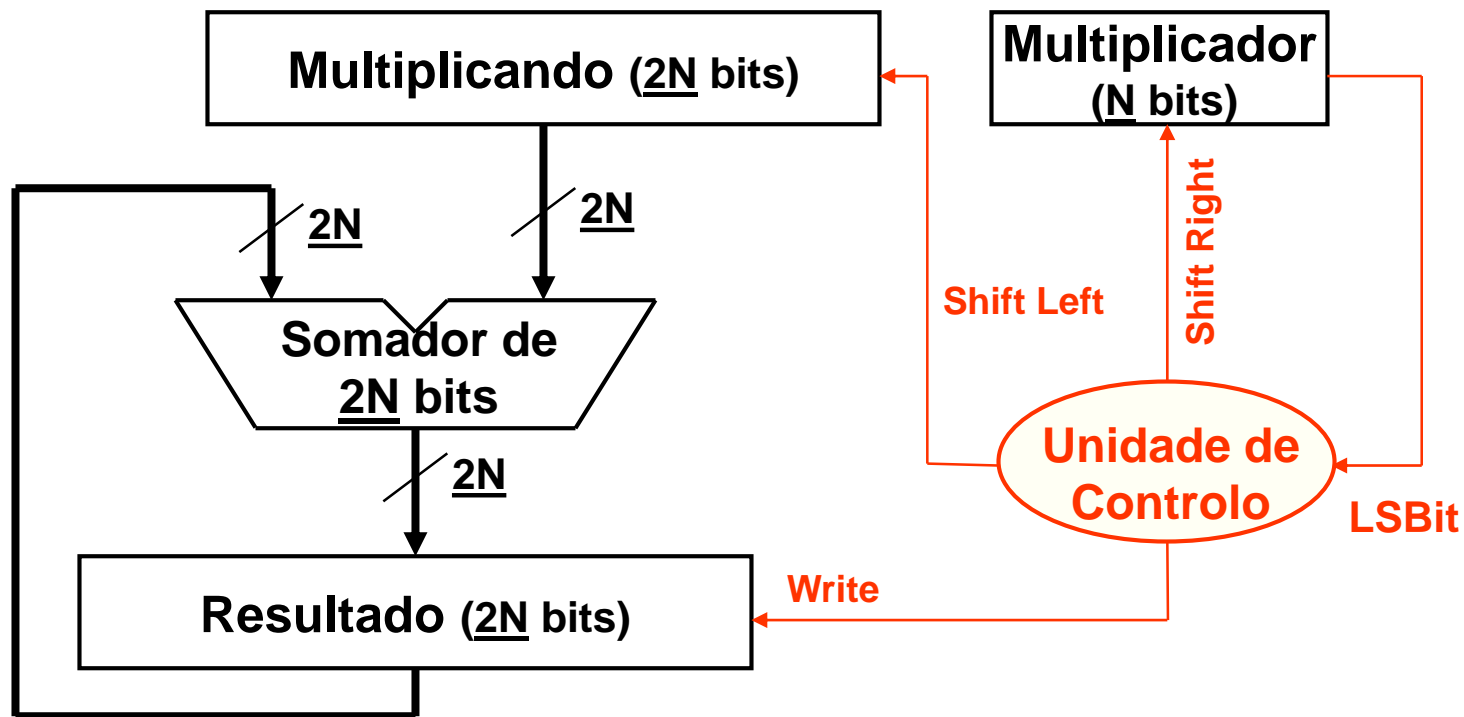 Multiplicando (2N bits)
Multiplicador
(N bits)
2N
2N
Shift Left
Shift Right
Somador de
2N bits
2N
Unidade de
Controlo
LSBit
Write
Resultado (2N bits)